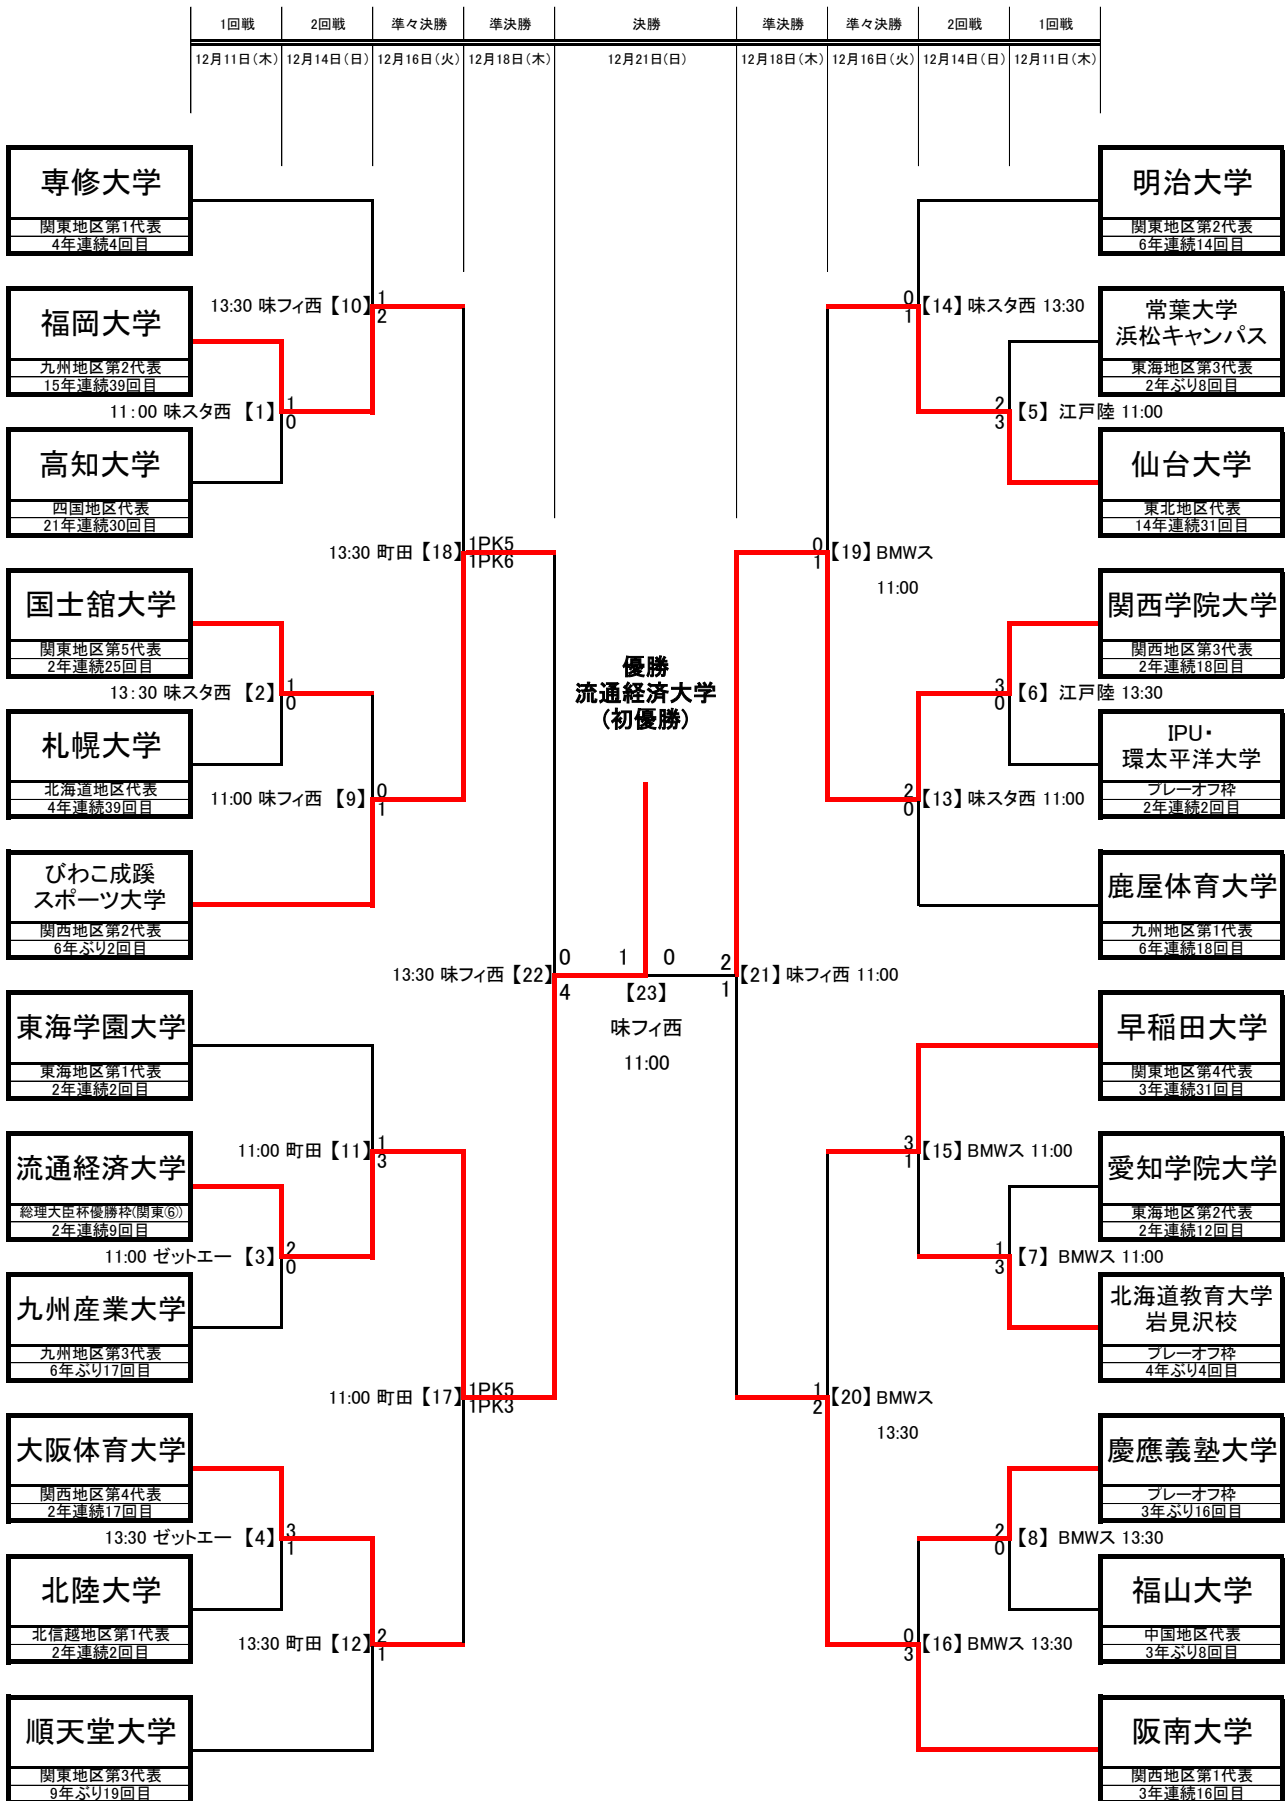 1回戦 2回戦 準々決勝 準決勝 決勝 準決勝 準々決勝 2回戦 1回戦
12月11日(木) 12月14日(日) 12月16日(火) 12月18日(木) 12月21日(日) 12月18日(木) 12月16日(火) 12月14日(日) 12月11日(木)
専修大学
関東地区第1代表
4年連続4回目
13:30 味フィ西 【10】
1
2
福岡大学
九州地区第2代表
15年連続39回目
11:00 味スタ西 【1】
1
0
高知大学
四国地区代表
21年連続30回目
13:30 町田 【18】
1PK5
1PK6
国士舘大学
関東地区第5代表
2年連続25回目
13:30 味スタ西 【2】
1
0
札幌大学
北海道地区代表
4年連続39回目
11:00 味フィ西 【9】
0
1
びわこ成蹊
スポーツ大学
関西地区第2代表
6年ぶり2回目
13:30 味フィ西 【22】
0
4
東海学園大学
東海地区第1代表
2年連続2回目
11:00 町田 【11】
1
3
流通経済大学
総理大臣杯優勝枠(関東⑥)
2年連続9回目
11:00 ゼットエー 【3】
2
0
九州産業大学
九州地区第3代表
6年ぶり17回目
11:00 町田 【17】
1PK5
1PK3
大阪体育大学
関西地区第4代表
2年連続17回目
13:30 ゼットエー 【4】
3
1
北陸大学
北信越地区第1代表
2年連続2回目
13:30 町田 【12】
2
1
順天堂大学
関東地区第3代表
9年ぶり19回目
優勝
流通経済大学
(初優勝)
1 0
【23】
味フィ西
11:00
明治大学
関東地区第2代表
6年連続14回目
0
1
【14】 味スタ西 13:30
常葉大学
浜松キャンパス
東海地区第3代表
2年ぶり8回目
2
3
【5】 江戸陸 11:00
仙台大学
東北地区代表
14年連続31回目
0
1
【19】 BMWス
11:00
関西学院大学
関西地区第3代表
2年連続18回目
3
0
【6】 江戸陸 13:30
IPU・
環太平洋大学
プレーオフ枠
2年連続2回目
2
0
【13】 味スタ西 11:00
鹿屋体育大学
九州地区第1代表
6年連続18回目
2
1
【21】 味フィ西 11:00
早稲田大学
関東地区第4代表
3年連続31回目
3
1
【15】 BMWス 11:00
愛知学院大学
東海地区第2代表
2年連続12回目
1
3
【7】 BMWス 11:00
北海道教育大学
岩見沢校
プレーオフ枠
4年ぶり4回目
1
2
【20】 BMWス
13:30
慶應義塾大学
プレーオフ枠
3年ぶり16回目
2
0
【8】 BMWス 13:30
福山大学
中国地区代表
3年ぶり8回目
0
3
【16】 BMWス 13:30
阪南大学
関西地区第1代表
3年連続16回目